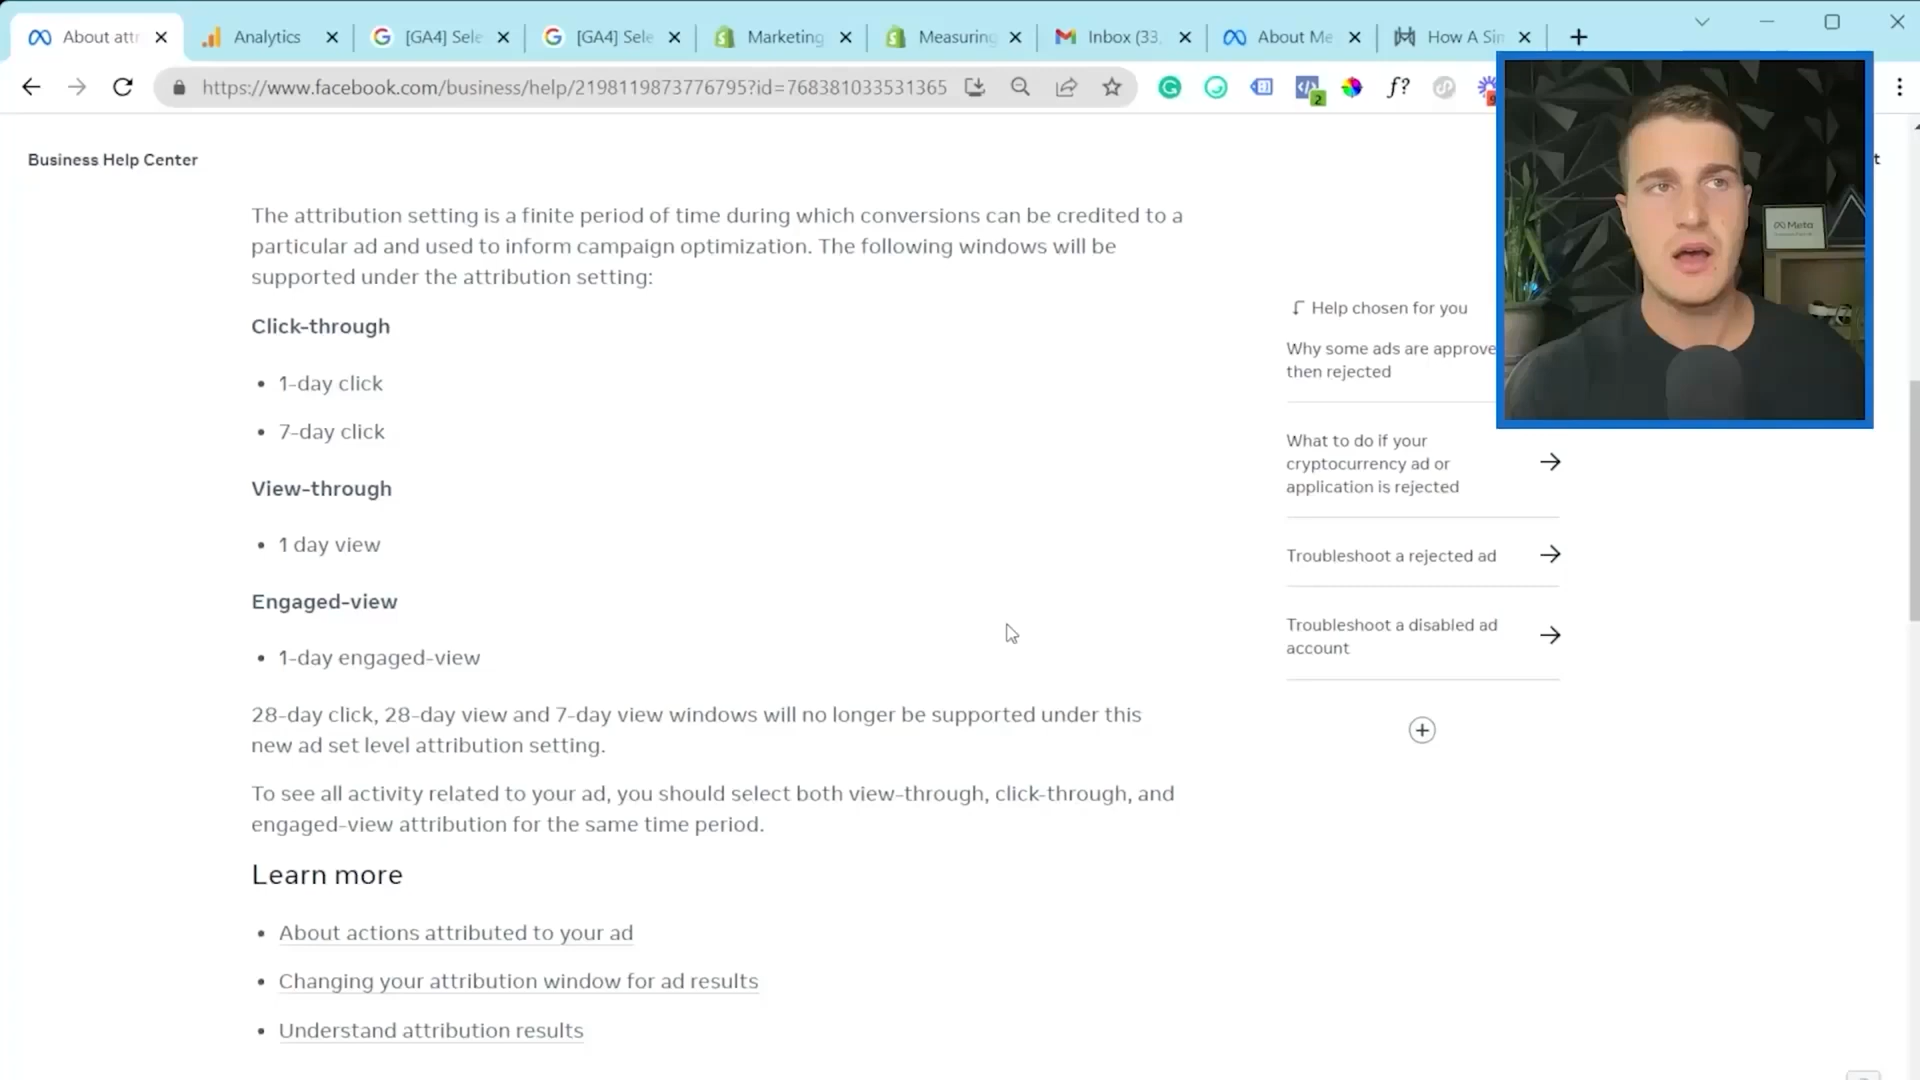 About attr
Analytics
[GA4] Sele
[GA4] Sele
Marketing
Measuring
Inbox (33,
About Me
How A Sim
https://www.facebook.com/business/help/2198119873776795?id=768381033531365
2
f?
9
Business Help Center
t
Meta
The attribution setting is a finite period of time during which conversions can be credited to a
particular ad and used to inform campaign optimization. The following windows will be
supported under the attribution setting:
Click-through
• 1-day click
• 7-day click
View-through
• 1 day view
Engaged-view
• 1-day engaged-view
28-day click, 28-day view and 7-day view windows will no longer be supported under this
new ad set level attribution setting.
To see all activity related to your ad, you should select both view-through, click-through, and
engaged-view attribution for the same time period.
Learn more
• About actions attributed to your ad
• Changing your attribution window for ad results
• Understand attribution results
Help chosen for you
Why some ads are approve
then rejected
What to do if your
cryptocurrency ad or
application is rejected
Troubleshoot a rejected ad
Troubleshoot a disabled ad
account